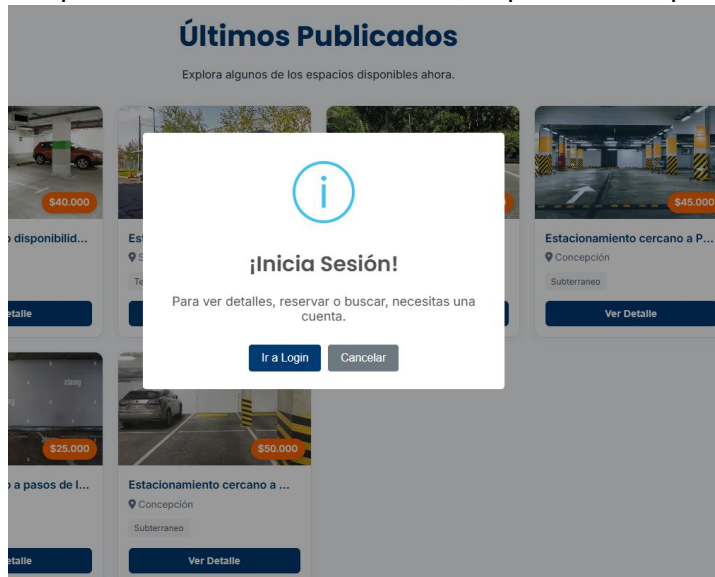 Últimos Publicados
Explora algunos de los espacios disponibles ahora.
$40.000
$45.000
disponibilid...
Estacionamiento cercano a P...
Concepción
Subterraneo
etalle
Ver Detalle
¡Inicia Sesión!
Para ver detalles, reservar o buscar, necesitas una
cuenta.
Ir a Login
Cancelar
$25.000
$50.000
a pasos de l...
Estacionamiento cercano a ...
Concepción
Subterraneo
etalle
Ver Detalle